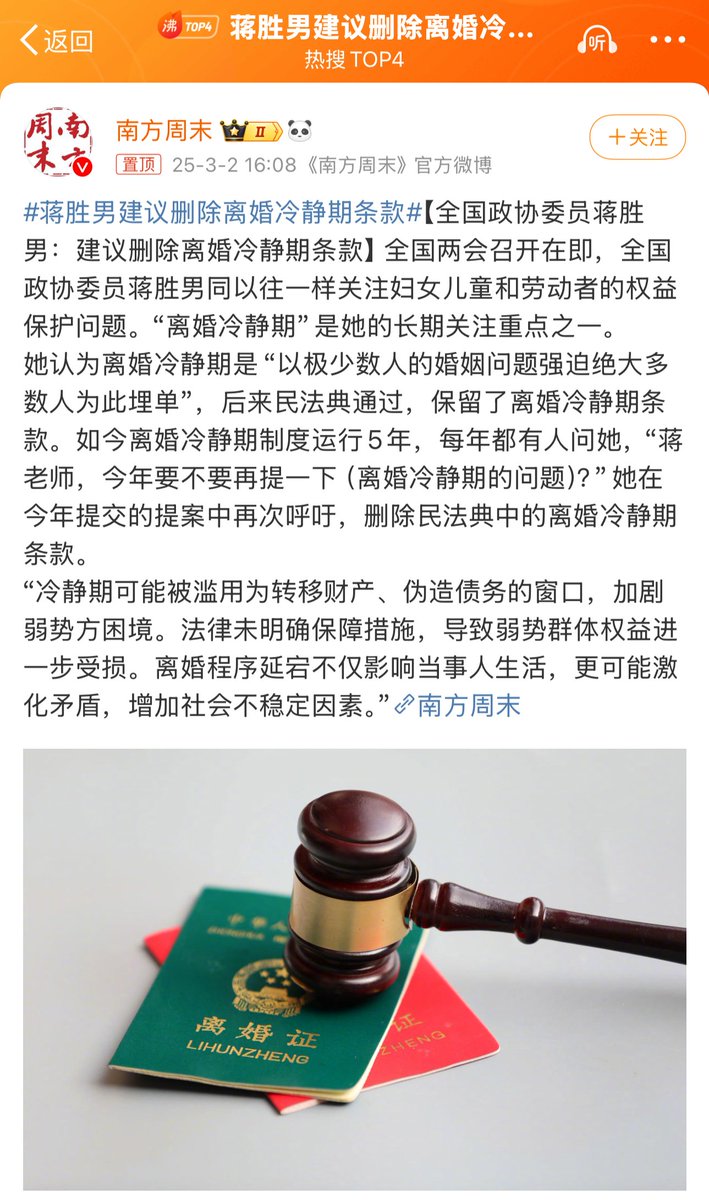 返回
沸 TOP4
蒋胜男建议删除离婚冷...
热搜 TOP4
听
周南
末方
南方周末
II
+关注
置顶 25-3-2 16:08 《南方周末》官方微博
#蒋胜男建议删除离婚冷静期条款#【全国政协委员蒋胜
男：建议删除离婚冷静期条款】全国两会召开在即，全国
政协委员蒋胜男同以往一样关注妇女儿童和劳动者的权益
保护问题。“离婚冷静期”是她的长期关注重点之一。
她认为离婚冷静期是“以极少数人的婚姻问题强迫绝大多
数人为此埋单”，后来民法典通过，保留了离婚冷静期条
款。如今离婚冷静期制度运行5年，每年都有人问她，“蒋
老师，今年要不要再提一下（离婚冷静期的问题）？”她在
今年提交的提案中再次呼吁，删除民法典中的离婚冷静期
条款。
“冷静期可能被滥用为转移财产、伪造债务的窗口，加剧
弱势方困境。法律未明确保障措施，导致弱势群体权益进
一步受损。离婚程序延宕不仅影响当事人生活，更可能激
化矛盾，增加社会不稳定因素。”南方周末
中华人
离婚证
LIHUNZHENG
证
ZHENG